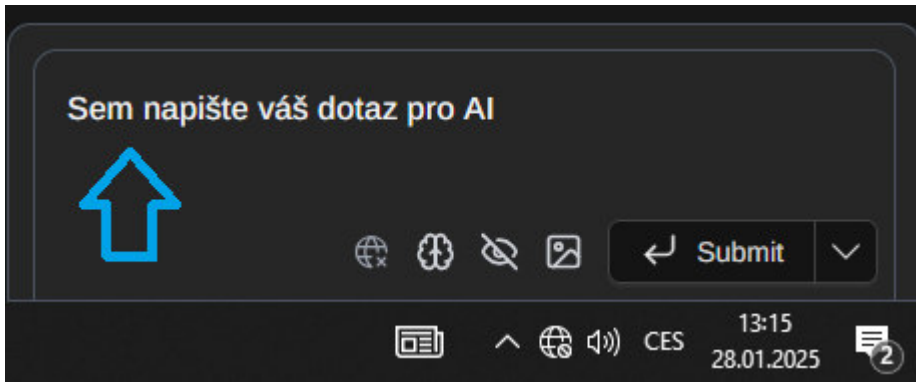 Sem napište váš dotaz pro AI
Submit
CES
13:15
28.01.2025
2